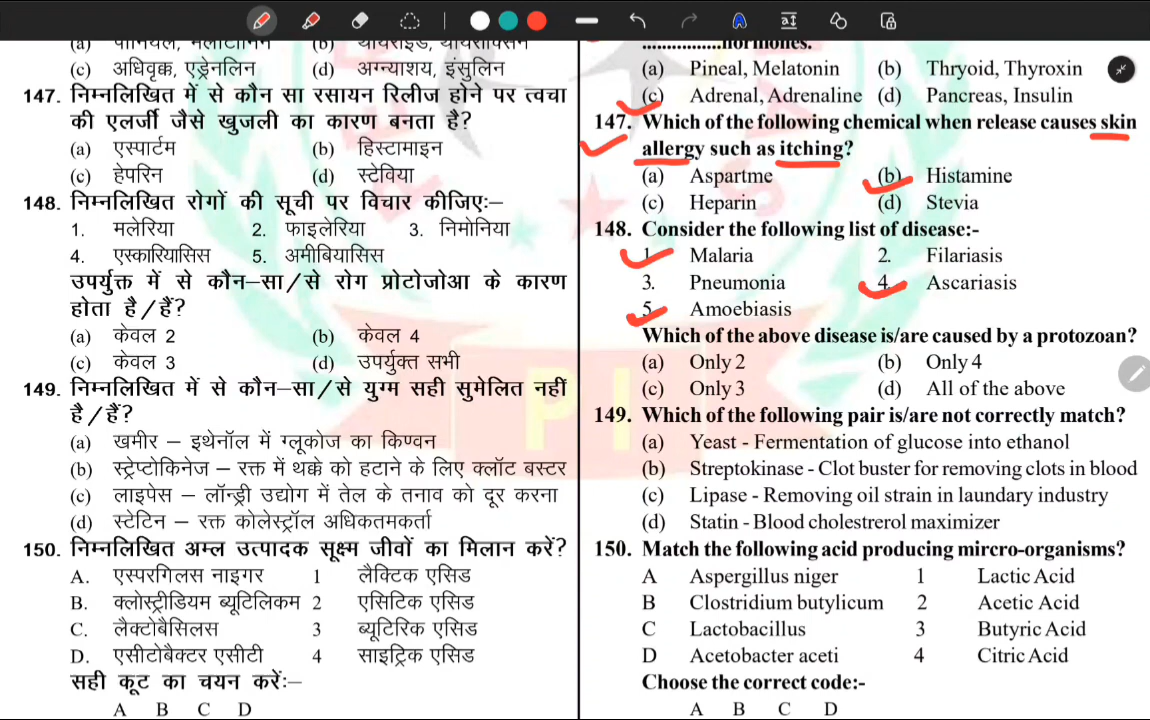 (a) पीनियल, मेलाटोनिन (b) थायराइड, थायरोक्सिन
(c) अधिवृक्क, एड्रेनलिन (d) अग्न्याशय, इंसुलिन
147. निम्नलिखित में से कौन सा रसायन रिलीज होने पर त्वचा
की एलर्जी जैसे खुजली का कारण बनता है?
(a) एस्पार्टम (b) हिस्टामाइन
(c) हेपरिन (d) स्टेविया
148. निम्नलिखित रोगों की सूची पर विचार कीजिए:–
1. मलेरिया 2. फाइलेरिया 3. निमोनिया
4. एस्कारियासिस 5. अमीबियासिस
उपर्युक्त में से कौन–सा/से रोग प्रोटोजोआ के कारण
होता है/हैं?
(a) केवल 2 (b) केवल 4
(c) केवल 3 (d) उपर्युक्त सभी
149. निम्नलिखित में से कौन–सा/से युग्म सही सुमेलित नहीं
है/हैं?
(a) खमीर – इथेनॉल में ग्लूकोज का किण्वन
(b) स्ट्रेप्टोकिनेज – रक्त में थक्के को हटाने के लिए क्लॉट बस्टर
(c) लाइपेस – लॉन्ड्री उद्योग में तेल के तनाव को दूर करना
(d) स्टेटिन – रक्त कोलेस्ट्रॉल अधिकतमकर्ता
150. निम्नलिखित अम्ल उत्पादक सूक्ष्म जीवों का मिलान करें?
A. एस्परगिलस नाइगर 1 लैक्टिक एसिड
B. क्लोस्ट्रीडियम ब्यूटिलिकम 2 एसिटिक एसिड
C. लैक्टोबैसिलस 3 ब्यूटिरिक एसिड
D. एसीटोबैक्टर एसीटी 4 साइट्रिक एसिड
सही कूट का चयन करें:–
A B C D
..................hormones.
(a) Pineal, Melatonin (b) Thryoid, Thyroxin
(c) Adrenal, Adrenaline (d) Pancreas, Insulin
147. Which of the following chemical when release causes skin
allergy such as itching?
(a) Aspartme (b) Histamine
(c) Heparin (d) Stevia
148. Consider the following list of disease:-
1. Malaria 2. Filariasis
3. Pneumonia 4. Ascariasis
5. Amoebiasis
Which of the above disease is/are caused by a protozoan?
(a) Only 2 (b) Only 4
(c) Only 3 (d) All of the above
149. Which of the following pair is/are not correctly match?
(a) Yeast - Fermentation of glucose into ethanol
(b) Streptokinase - Clot buster for removing clots in blood
(c) Lipase - Removing oil strain in laundary industry
(d) Statin - Blood cholestrerol maximizer
150. Match the following acid producing mircro-organisms?
A Aspergillus niger 1 Lactic Acid
B Clostridium butylicum 2 Acetic Acid
C Lactobacillus 3 Butyric Acid
D Acetobacter aceti 4 Citric Acid
Choose the correct code:-
A B C D